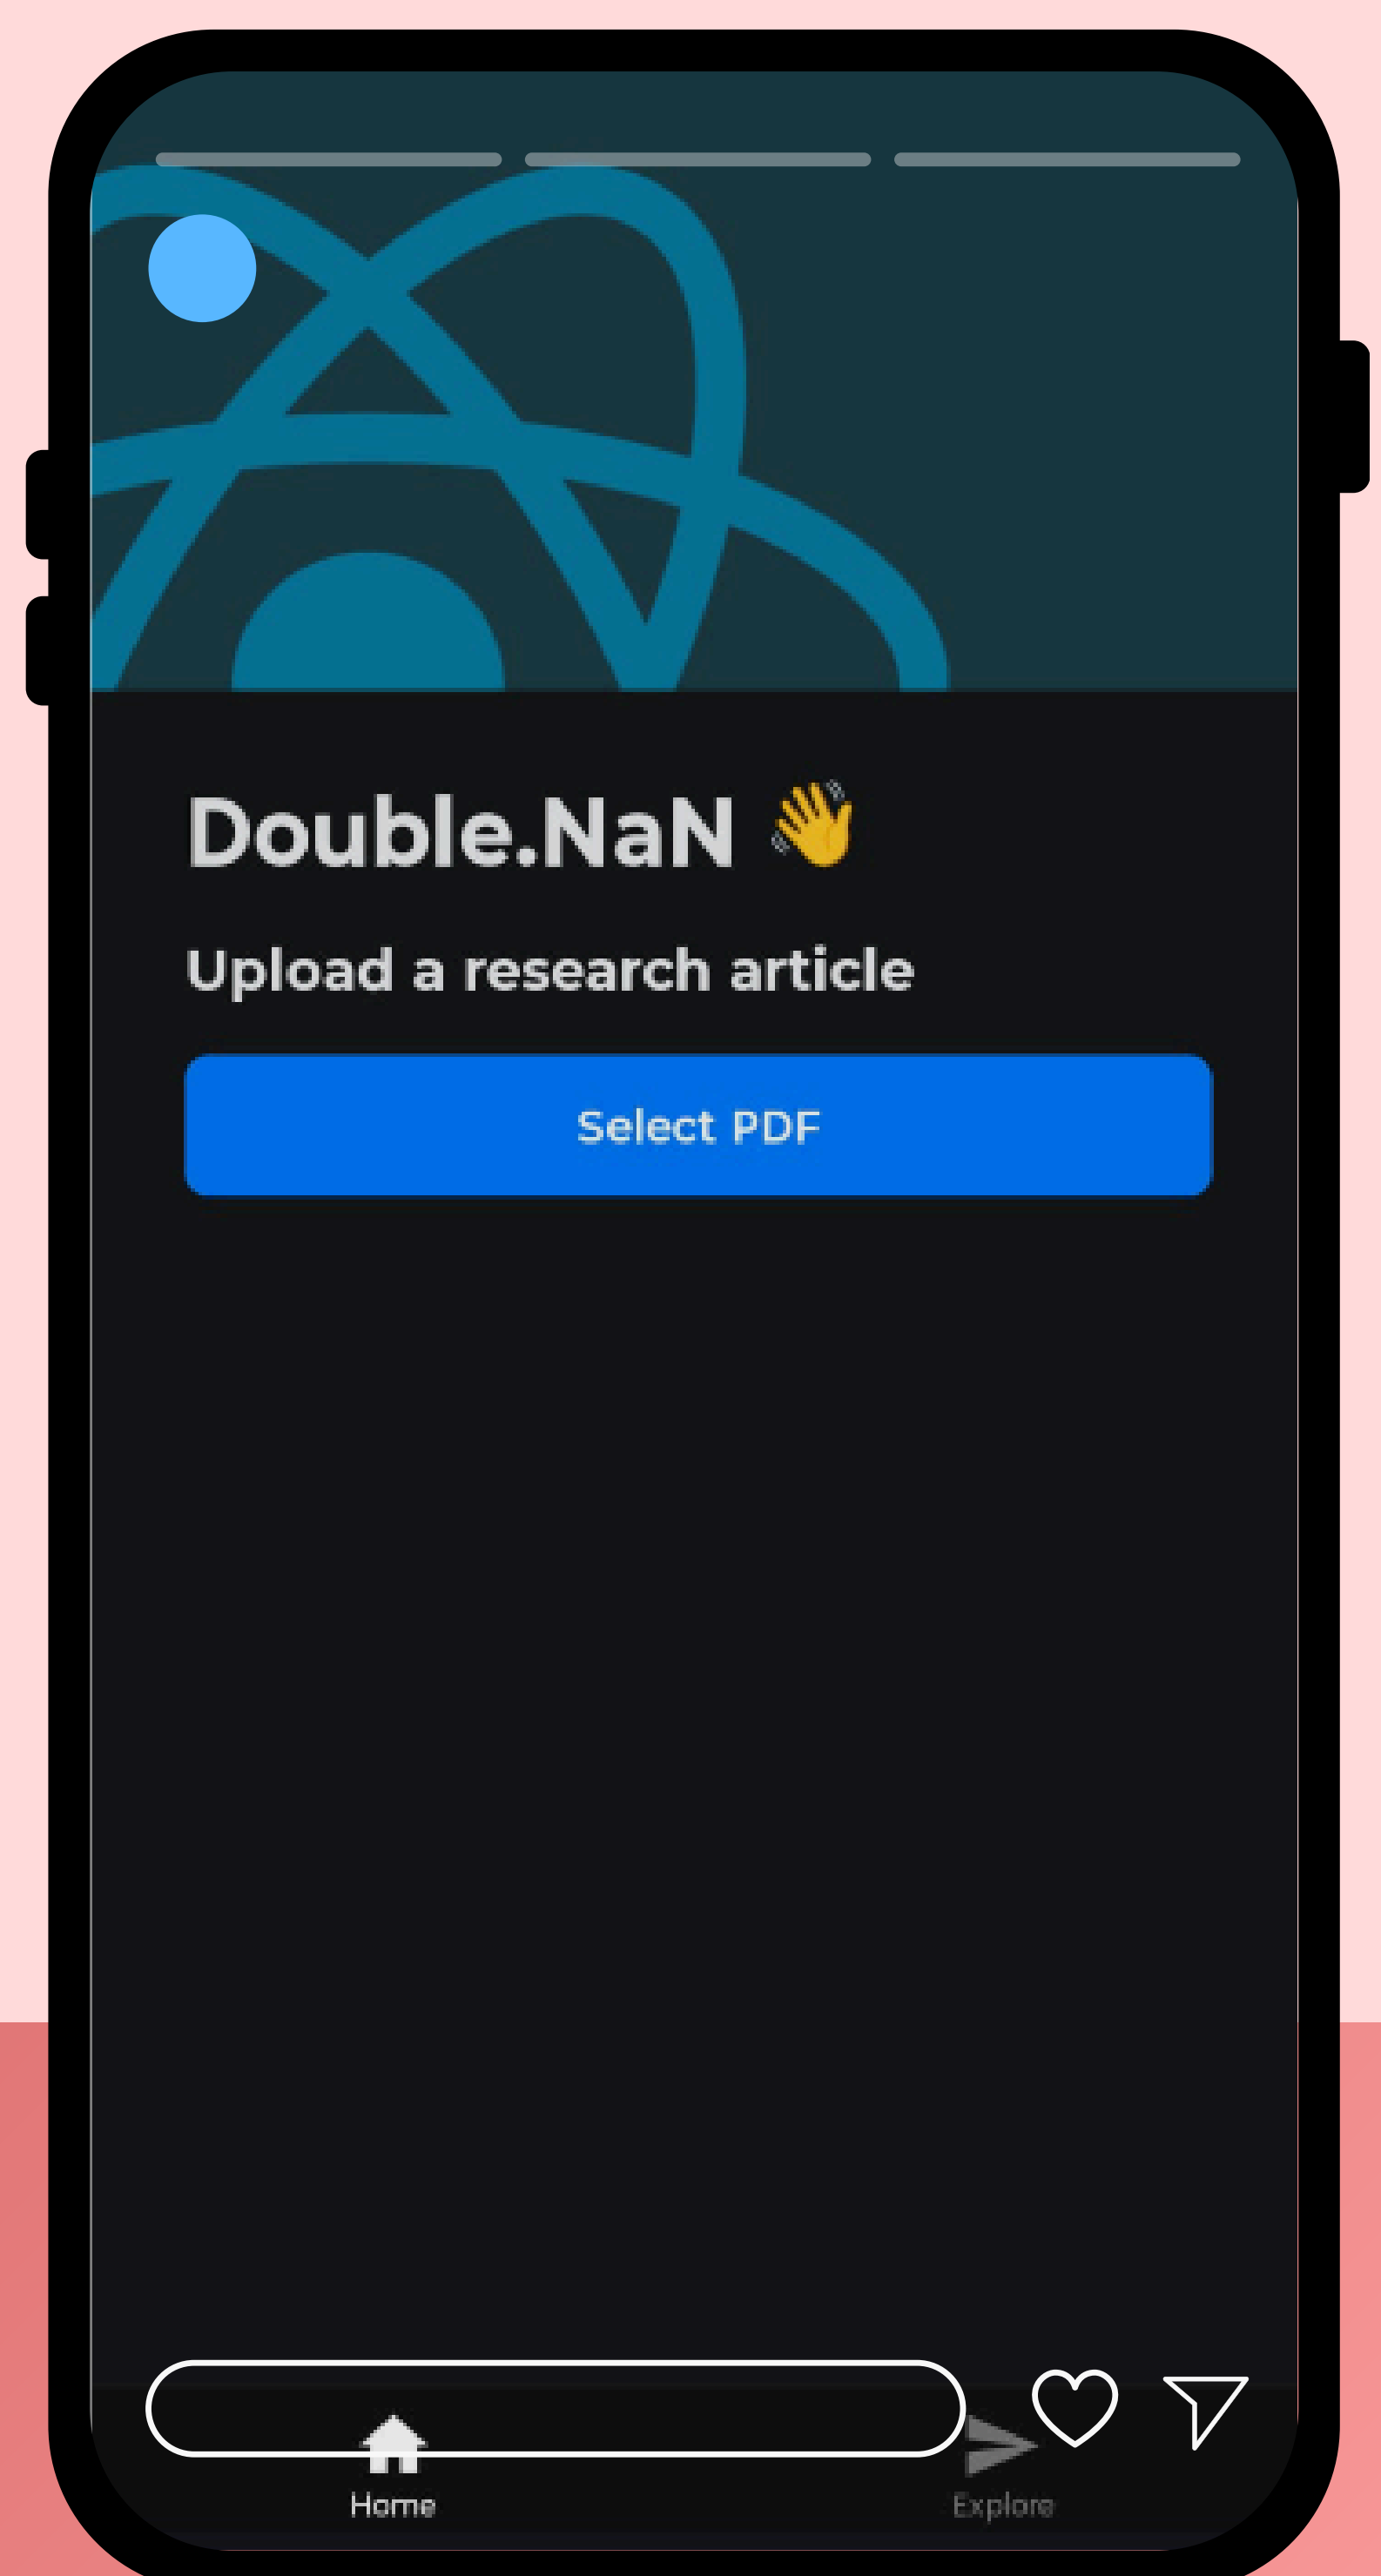 Double.NaN 👋
Upload a research article
Select PDF
Home
Explore